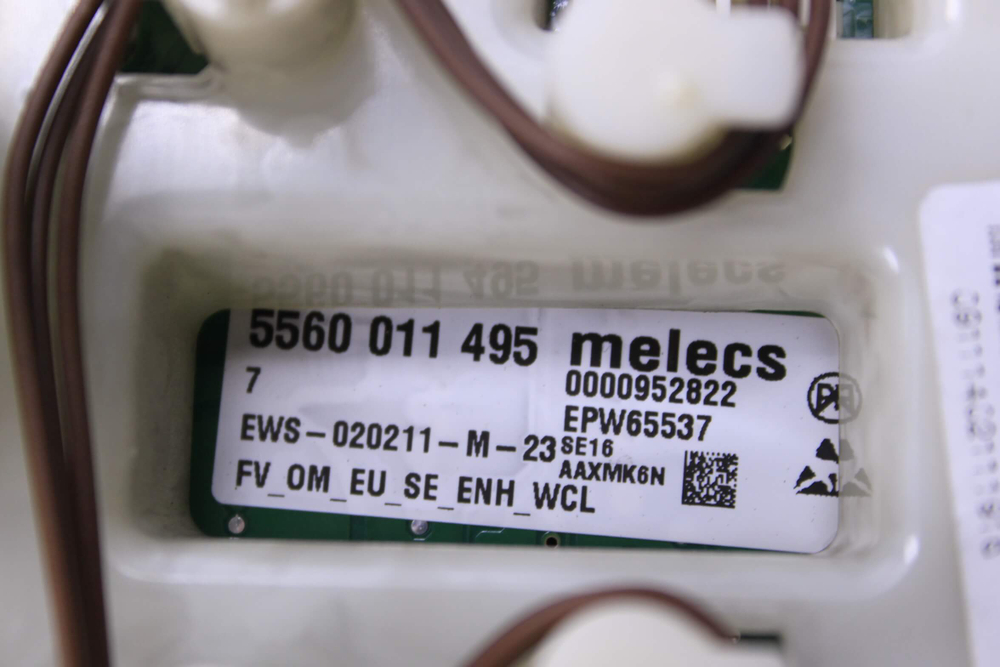 5560 011 495 melecs
7
0000952822
EPW65537
EWS-020211-M-23
SE16
AAXMK6N
FV_OM_EU_SE_ENH_WCL